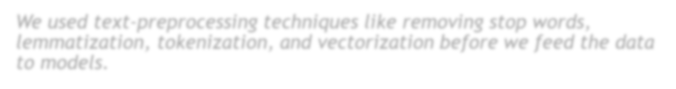 We used text-preprocessing techniques like removing stop words,
lemmatization, tokenization, and vectorization before we feed the data
to models.